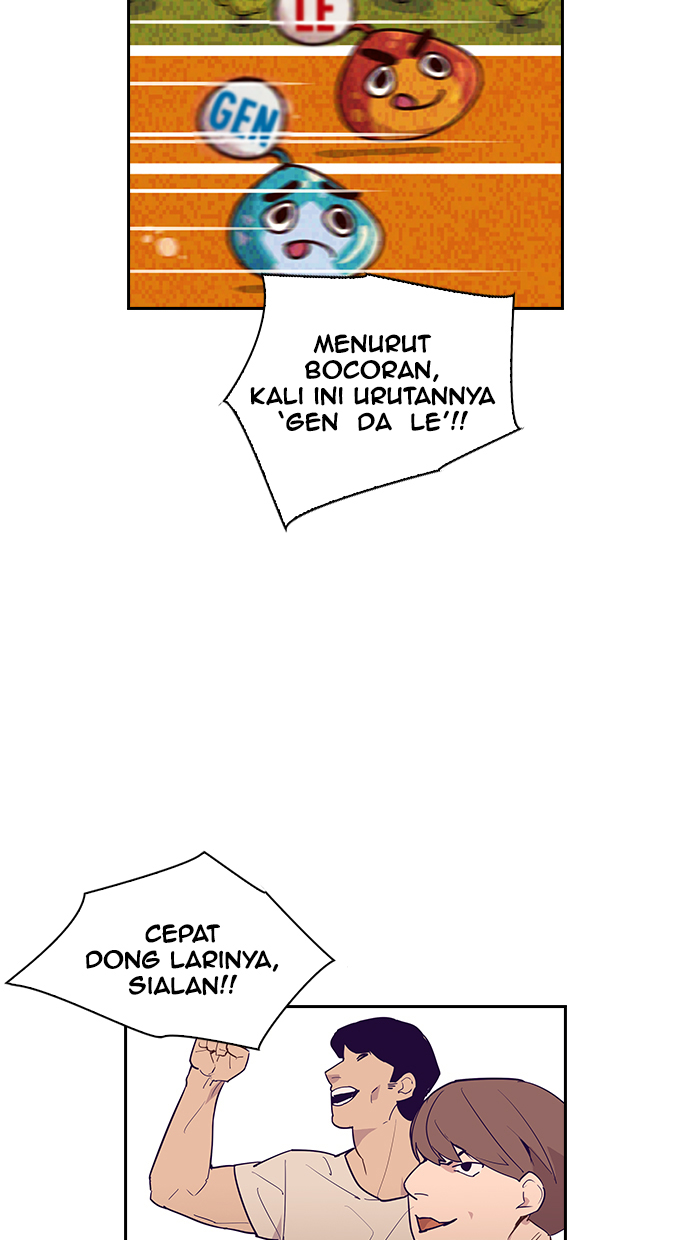 LE
GEN
MENURUT
BOCORAN,
KALI INI URUTANNYA
‘GEN DA LE’!!
CEPAT
DONG LARINYA,
SIALAN!!